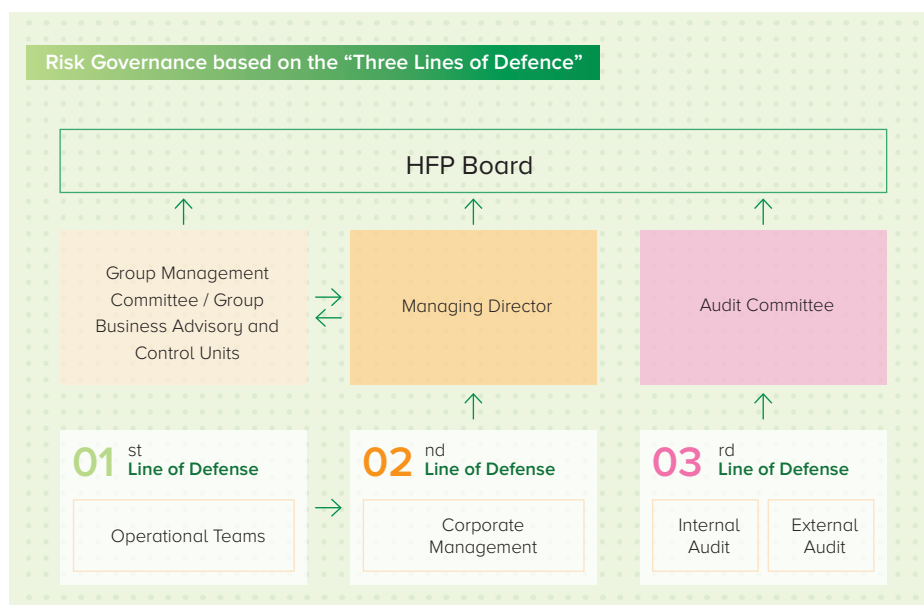 Risk Governance based on the “Three Lines of Defence”
HFP Board
Group Management
Committee / Group
Business Advisory and
Control Units
Managing Director
Audit Committee
01 st
Line of Defense
Operational Teams
02 nd
Line of Defense
Corporate
Management
03 rd
Line of Defense
Internal
Audit
External
Audit